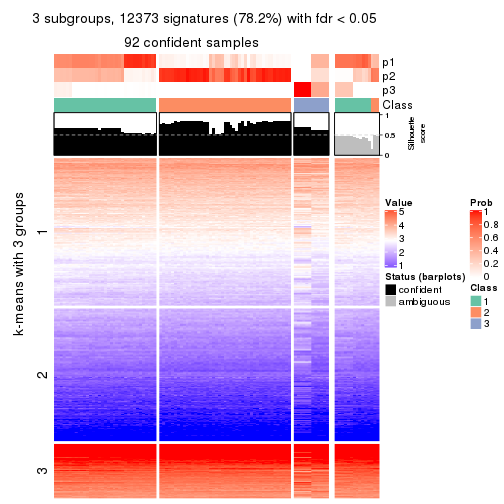 3 subgroups, 12373 signatures (78.2%) with fdr < 0.05
92 confident samples
p1
p2
p3
Class
1
0.5
0
Silhouette
score
k-means with 3 groups
1
2
3
Value
5
4
3
2
1
Status (barplots)
confident
ambiguous
Prob
1
0.8
0.6
0.4
0.2
0
Class
1
2
3